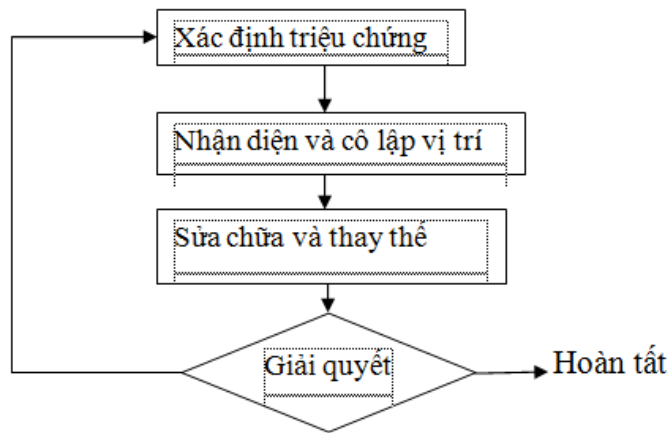 Xác định triệu chứng
Nhận diện và cô lập vị trí
Sửa chữa và thay thế
Giải quyết
Hoàn tất